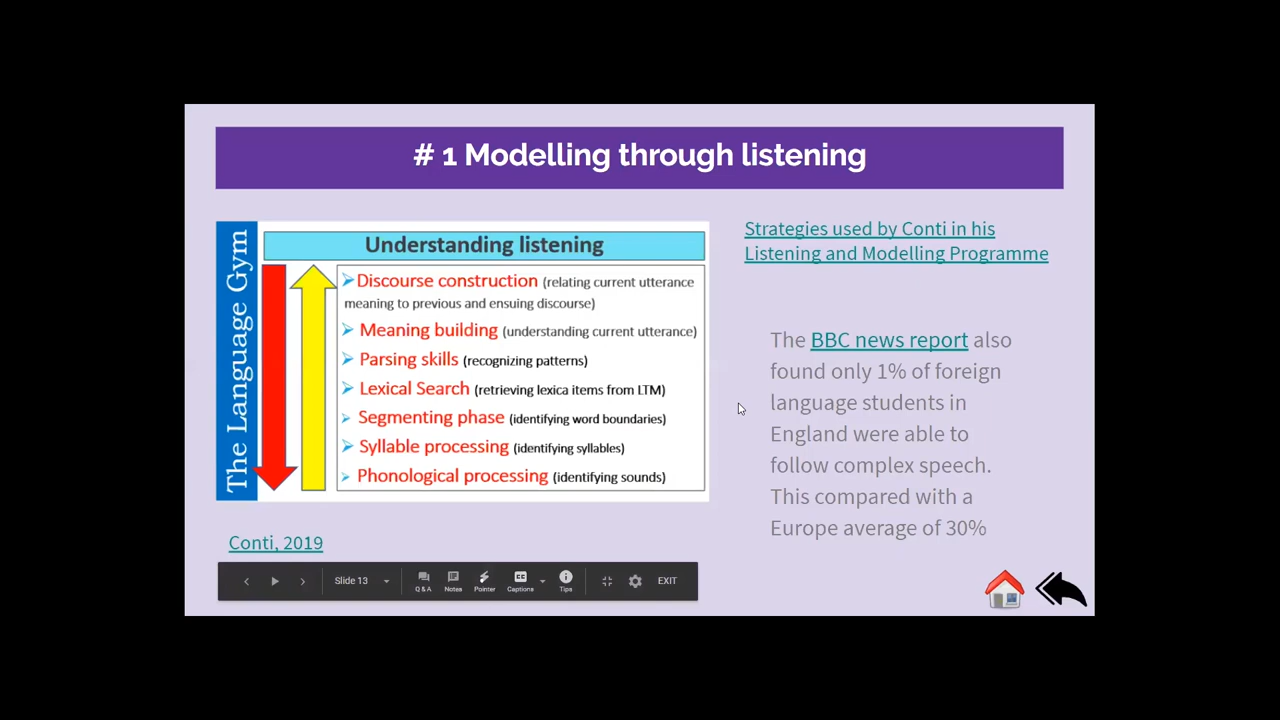 # 1 Modelling through listening
The Language Gym
Understanding listening
Discourse construction (relating current utterance
meaning to previous and ensuing discourse)
Meaning building (understanding current utterance)
Parsing skills (recognizing patterns)
Lexical Search (retrieving lexica items from LTM)
Segmenting phase (identifying word boundaries)
Syllable processing (identifying syllables)
Phonological processing (identifying sounds)
Conti, 2019
Strategies used by Conti in his
Listening and Modelling Programme
The BBC news report also
found only 1% of foreign
language students in
England were able to
follow complex speech.
This compared with a
Europe average of 30%
Slide 13
Q & A
Notes
Pointer
CC
Captions
Tips
EXIT